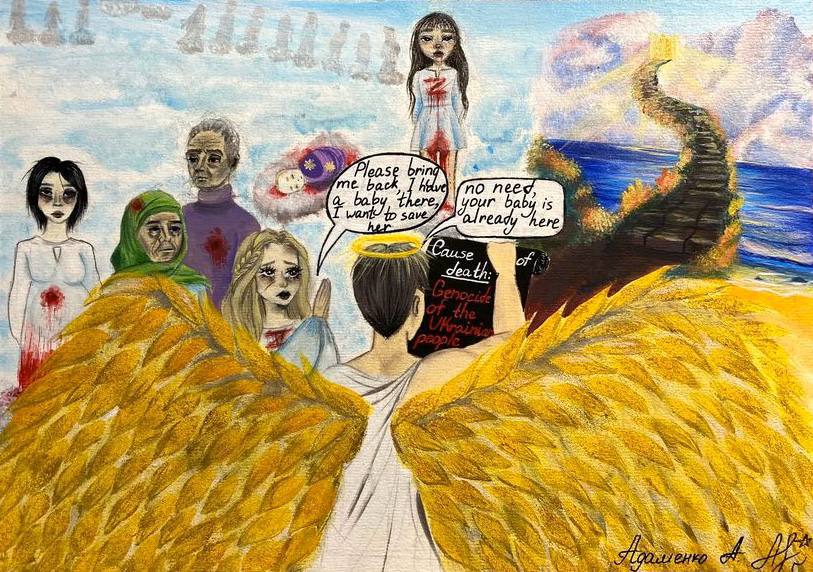 Please bring
me back, I have
a baby there,
I want to save
her
no need,
your baby is
already here
Cause of
death:
Genocide
of the
Ukrainian
people
Z
Адаменко А